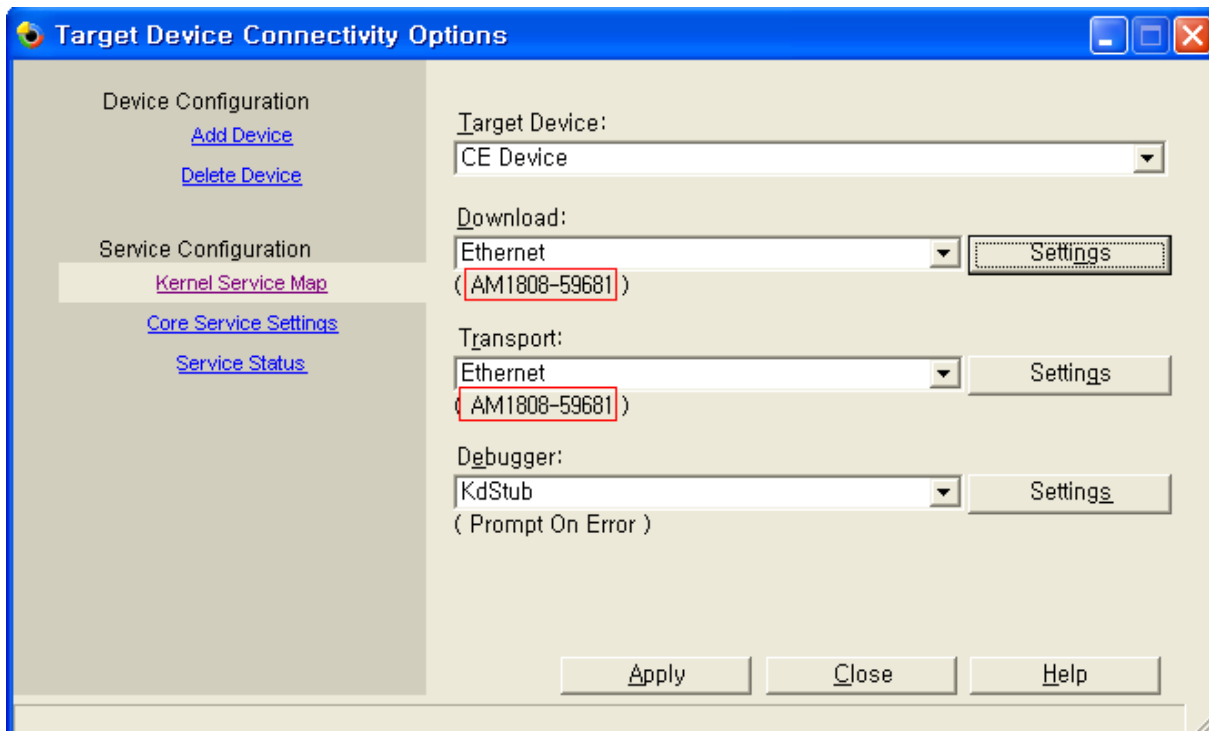 Target Device Connectivity Options
Device Configuration
Add Device
Delete Device
Service Configuration
Kernel Service Map
Core Service Settings
Service Status
Target Device:
CE Device
Download:
Ethernet
Settings
( AM1808-59681 )
Transport:
Ethernet
Settings
( AM1808-59681 )
Debugger:
KdStub
Settings
( Prompt On Error )
Apply
Close
Help